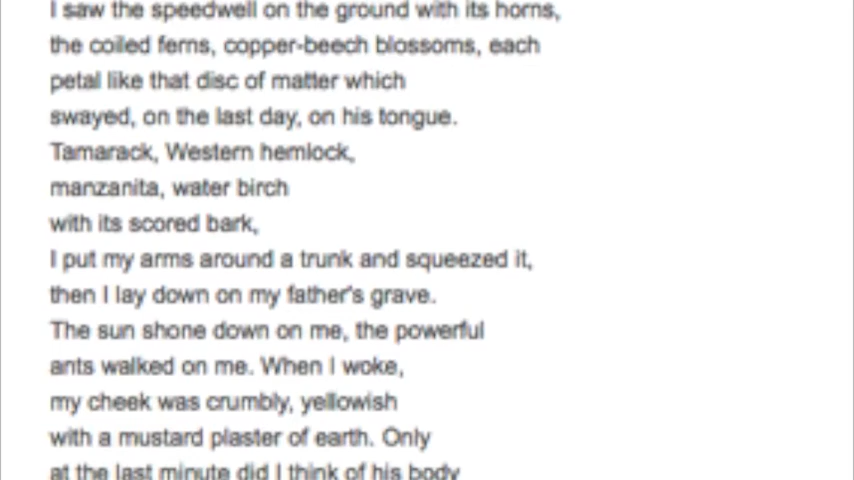 I saw the speedwell on the ground with its horns,
the coiled ferns, copper-beech blossoms, each
petal like that disc of matter which
swayed, on the last day, on his tongue.
Tamarack, Western hemlock,
manzanita, water birch
with its scored bark,
I put my arms around a trunk and squeezed it,
then I lay down on my father's grave.
The sun shone down on me, the powerful
ants walked on me. When I woke,
my cheek was crumbly, yellowish
with a mustard plaster of earth. Only
at the last minute did I think of his body